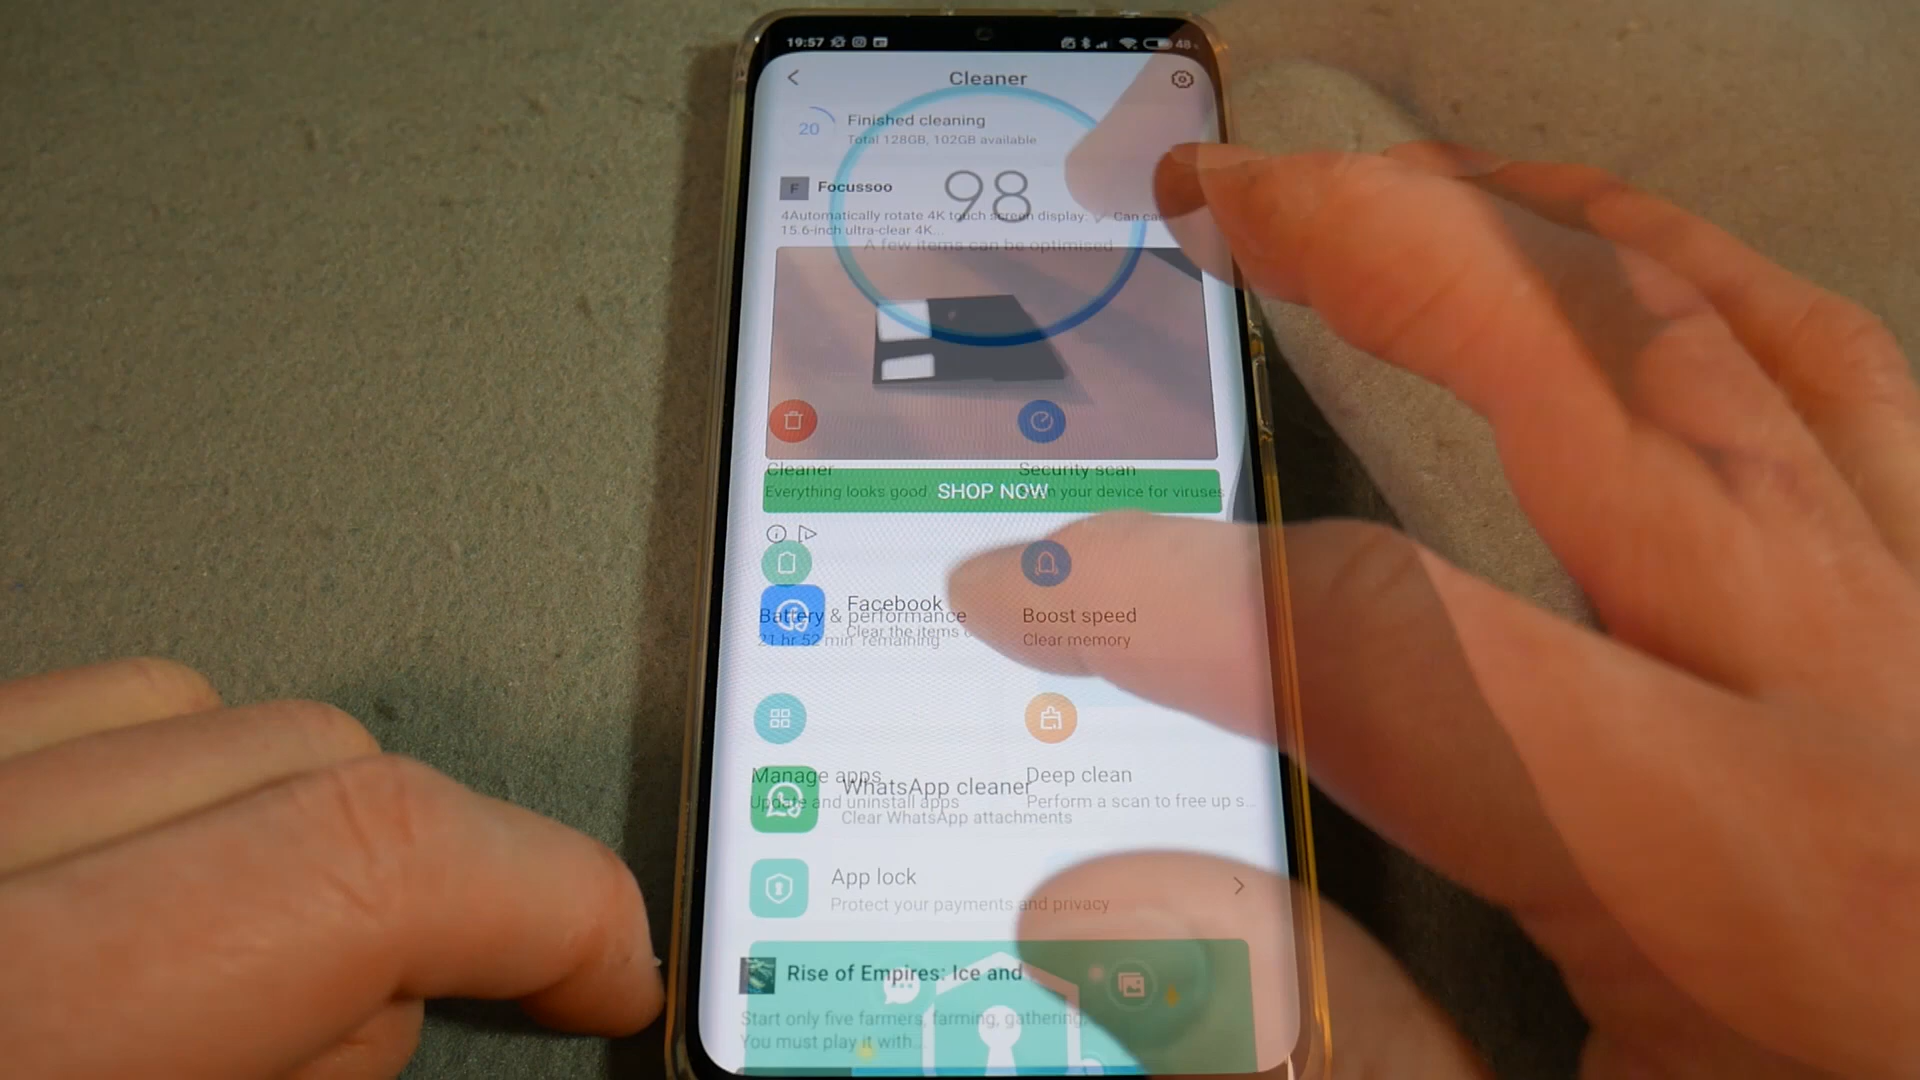 19:57
48
Cleaner
20
Finished cleaning
Total 128GB, 102GB available
98
F Focussoo
4Automatically rotate 4K touch screen display: ✓ Can ca
15.6-inch ultra-clear 4K...
A few items can be optimised
Cleaner
Everything looks good
Security scan
your device for viruses
SHOP NOW
Facebook
Clear the items
Battery & performance
21 hr 52 min remaining
Boost speed
Clear memory
Manage apps
Update and uninstall apps
WhatsApp cleaner
Clear WhatsApp attachments
Deep clean
Perform a scan to free up s...
App lock
Protect your payments and privacy
Rise of Empires: Ice and
Start only five farmers, farming, gathering,
You must play it with...